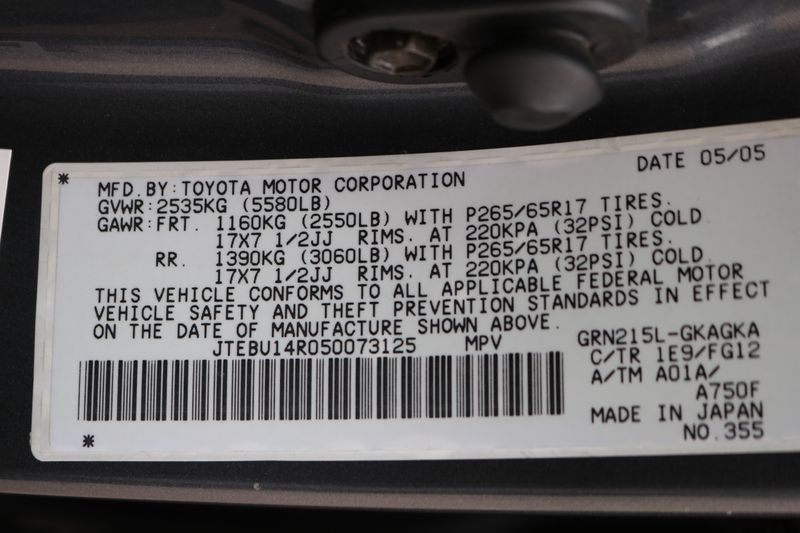 DATE 05/05
MFD.BY:TOYOTA MOTOR CORPORATION
GVWR:2535KG (5580LB)
GAWR:FRT. 1160KG (2550LB) WITH P265/65R17 TIRES.
17X7 1/2JJ RIMS. AT 220KPA (32PSI) COLD.
RR. 1390KG (3060LB) WITH P265/65R17 TIRES.
17X7 1/2JJ RIMS. AT 220KPA (32PSI) COLD.
THIS VEHICLE CONFORMS TO ALL APPLICABLE FEDERAL MOTOR
VEHICLE SAFETY AND THEFT PREVENTION STANDARDS IN EFFECT
ON THE DATE OF MANUFACTURE SHOWN ABOVE.
JTEBU14R050073125 MPV
GRN215L-GKAGKA
C/TR 1E9/FG12
A/TM A01A/
A750F
MADE IN JAPAN
NO.355